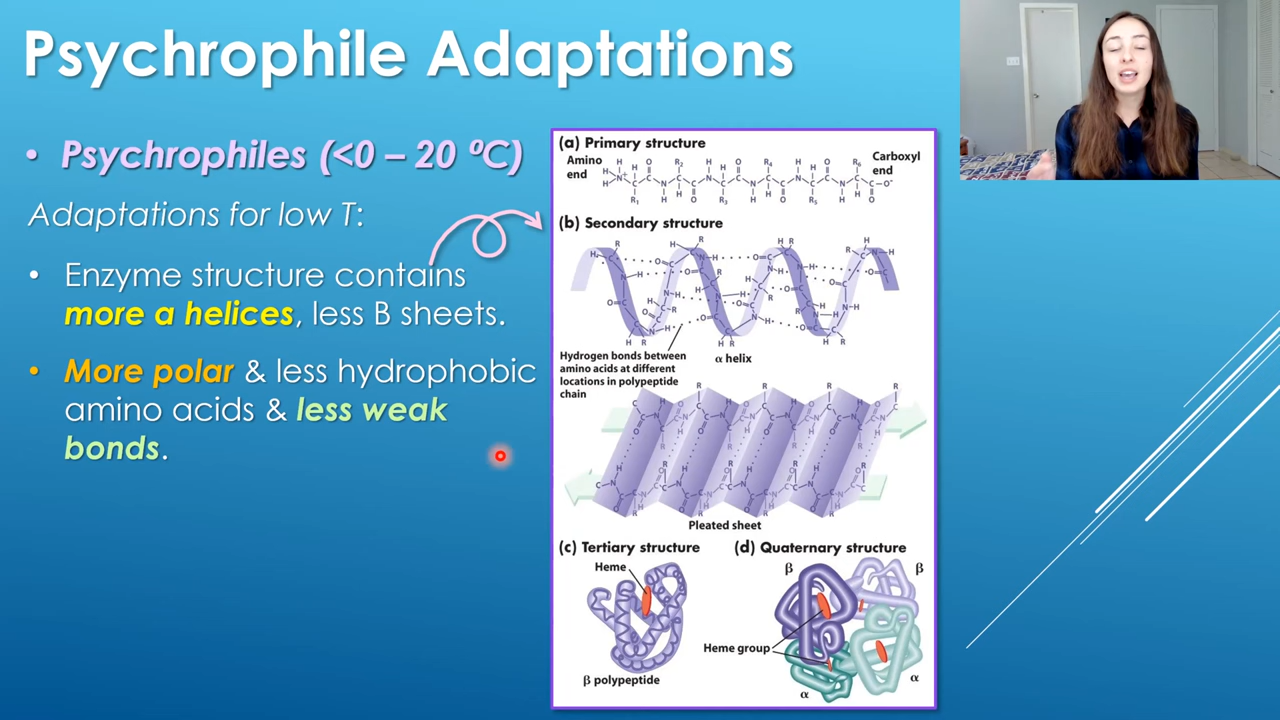 Psychrophile Adaptations
• Psychrophiles (<0 – 20 ºC)
Adaptations for low T:
• Enzyme structure contains
more a helices, less B sheets.
• More polar & less hydrophobic
amino acids & less weak
bonds.
(a) Primary structure
Amino
end
Carboxyl
end
(b) Secondary structure
Hydrogen bonds between
amino acids at different
locations in polypeptide
chain
α helix
Pleated sheet
(c) Tertiary structure
Heme
β polypeptide
(d) Quaternary structure
β
β
Heme group
α
α